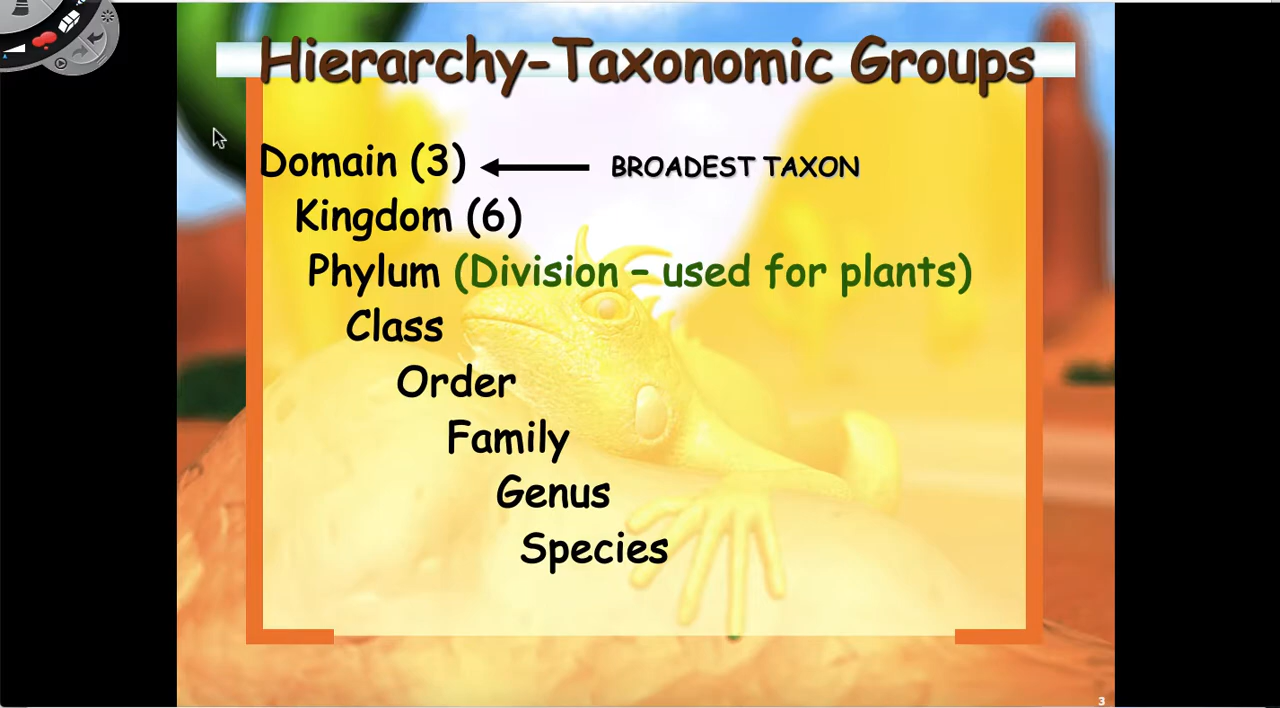 Hierarchy-Taxonomic Groups
Domain (3) BROADEST TAXON
Kingdom (6)
Phylum (Division – used for plants)
Class
Order
Family
Genus
Species
3